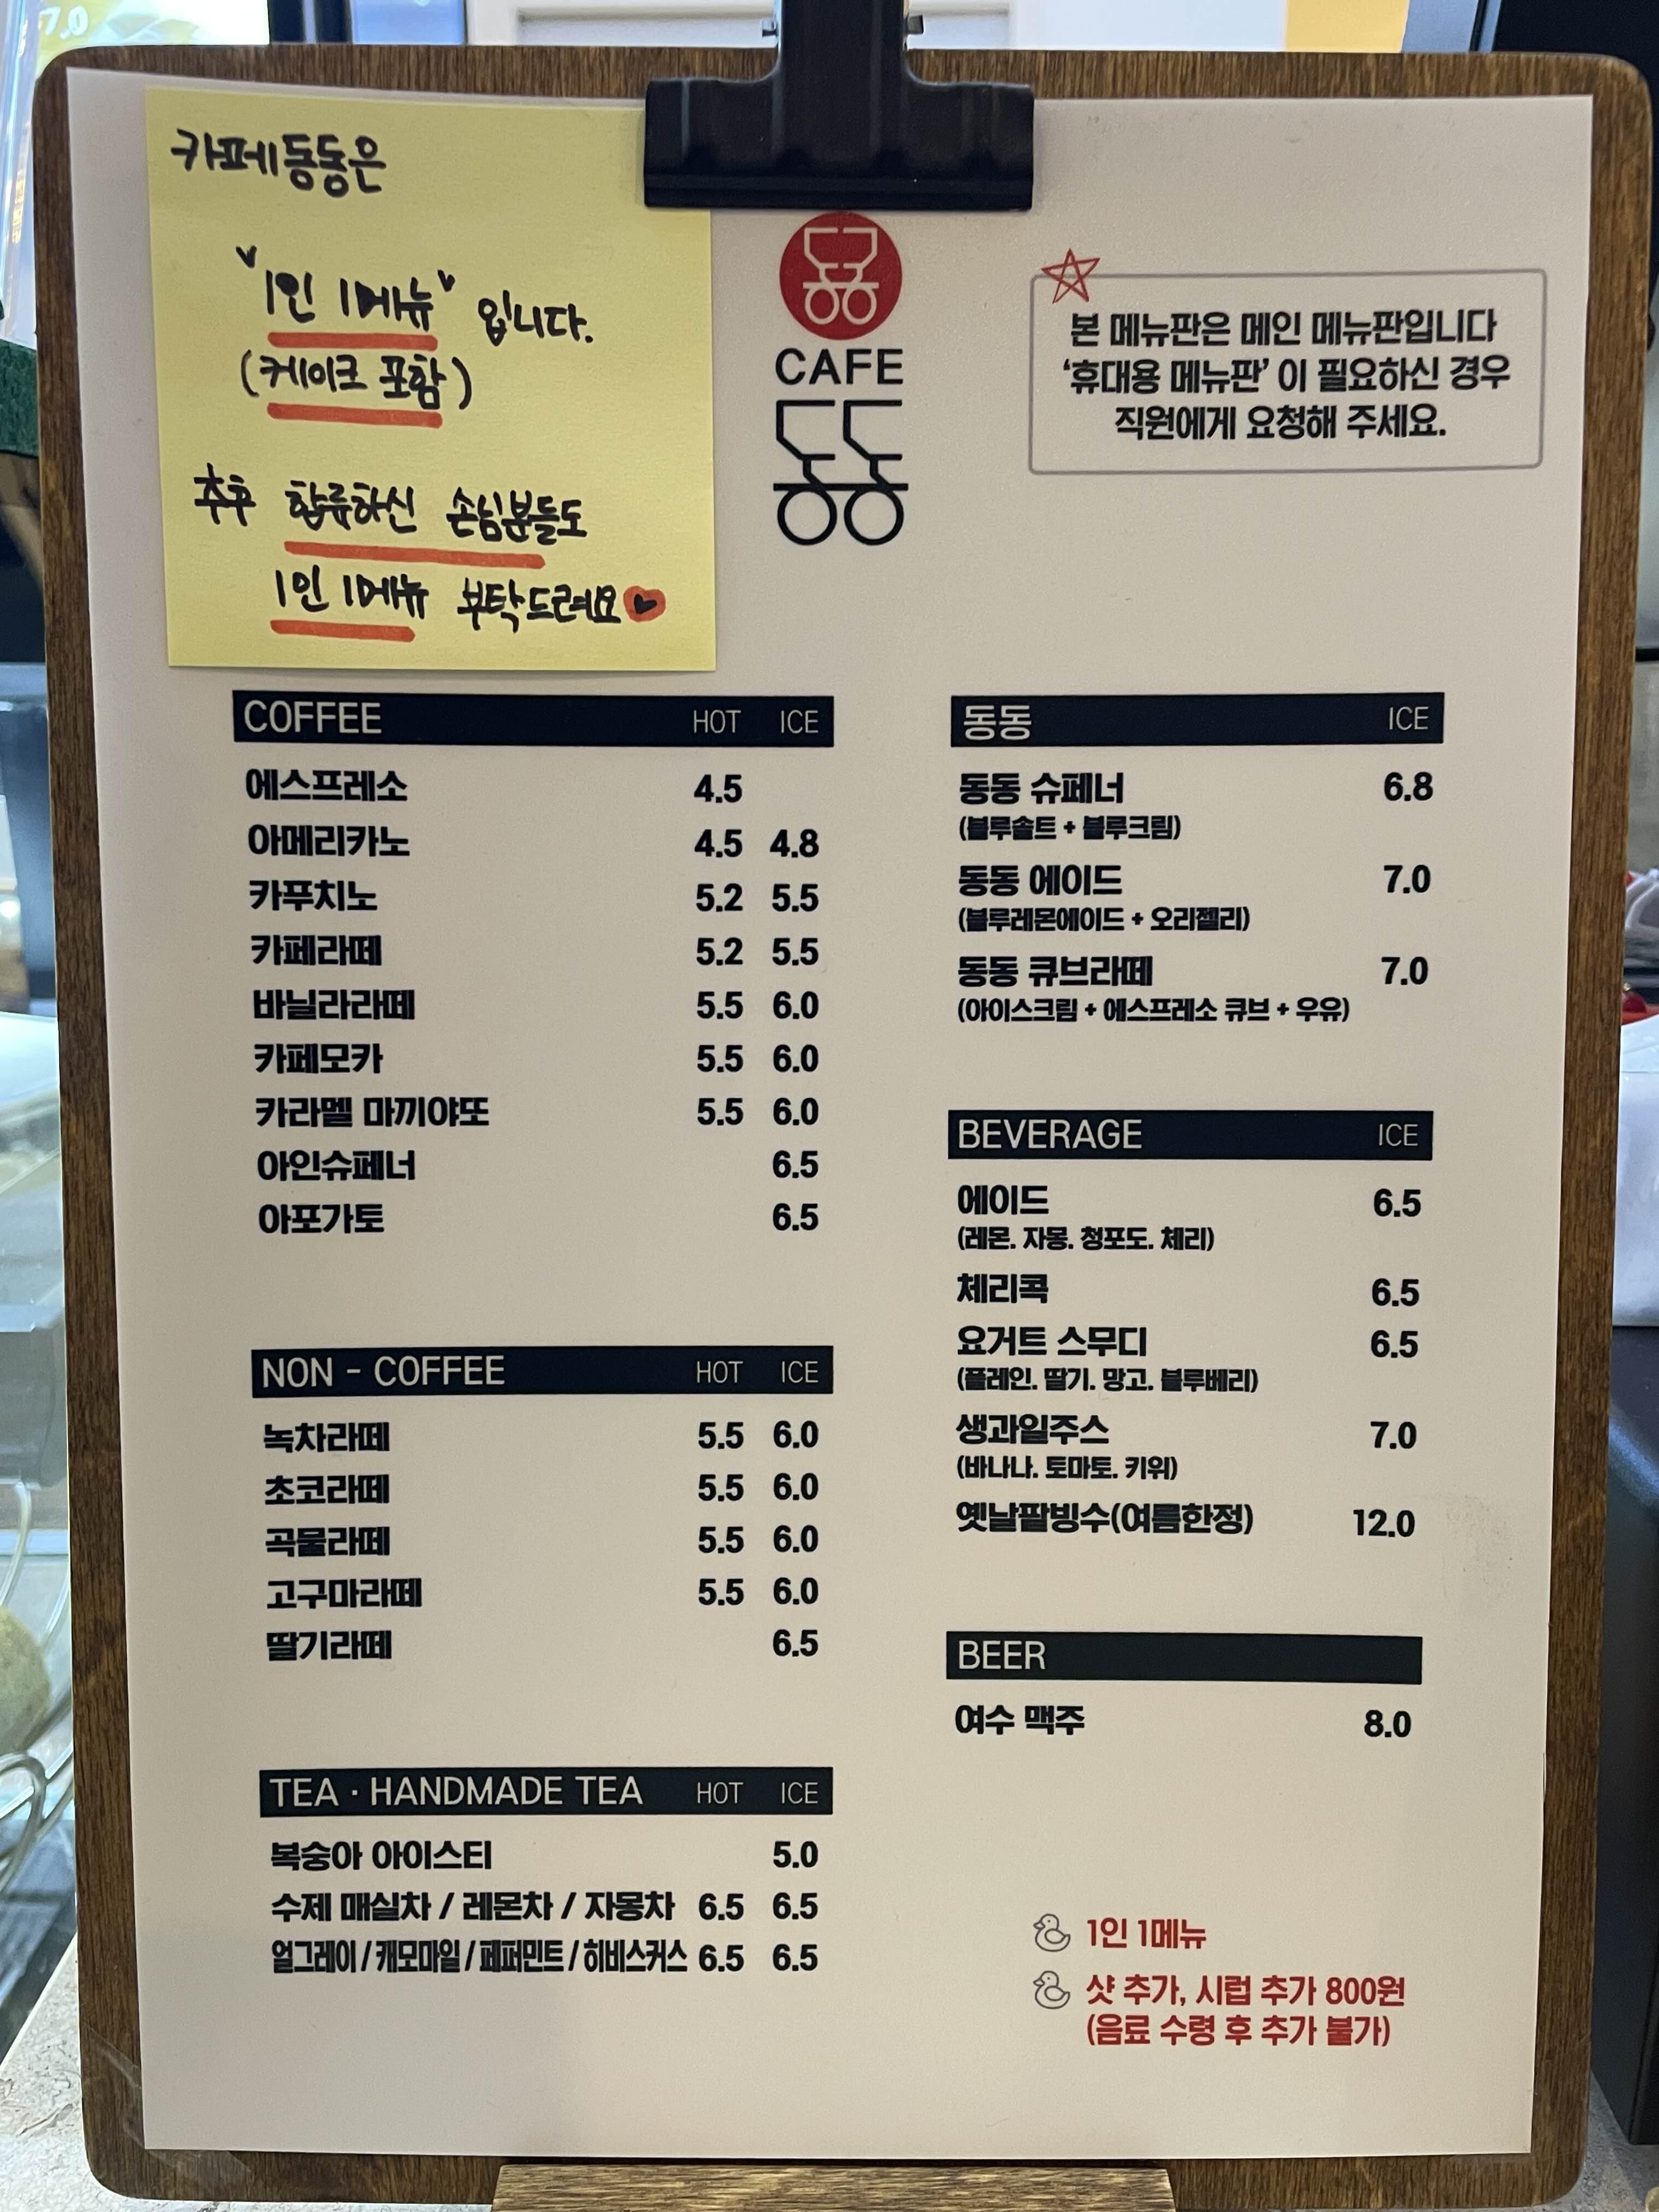 7.0
카페동동은
"1인 1메뉴" 입니다.
(케이크 포함)
추후 합류하신 손님분들도
1인 1메뉴 부탁드려요
CAFE
동동
본 메뉴판은 메인 메뉴판입니다
‘휴대용 메뉴판’ 이 필요하신 경우
직원에게 요청해 주세요.
COFFEE HOT ICE
에스프레소 4.5
아메리카노 4.5 4.8
카푸치노 5.2 5.5
카페라떼 5.2 5.5
바닐라라떼 5.5 6.0
카페모카 5.5 6.0
카라멜 마끼야또 5.5 6.0
아인슈페너 6.5
아포가토 6.5
NON - COFFEE HOT ICE
녹차라떼 5.5 6.0
초코라떼 5.5 6.0
곡물라떼 5.5 6.0
고구마라떼 5.5 6.0
딸기라떼 6.5
TEA · HANDMADE TEA HOT ICE
복숭아 아이스티 5.0
수제 매실차 / 레몬차 / 자몽차 6.5 6.5
얼그레이 / 캐모마일 / 페퍼민트 / 히비스커스 6.5 6.5
동동 ICE
동동 슈페너 6.8
(블루솔트 + 블루크림)
동동 에이드 7.0
(블루레몬에이드 + 오리젤리)
동동 큐브라떼 7.0
(아이스크림 + 에스프레소 큐브 + 우유)
BEVERAGE ICE
에이드 6.5
(레몬. 자몽. 청포도. 체리)
체리콕 6.5
요거트 스무디 6.5
(플레인. 딸기. 망고. 블루베리)
생과일주스 7.0
(바나나. 토마토. 키위)
옛날팥빙수(여름한정) 12.0
BEER
여수 맥주 8.0
1인 1메뉴
샷 추가, 시럽 추가 800원
(음료 수령 후 추가 불가)